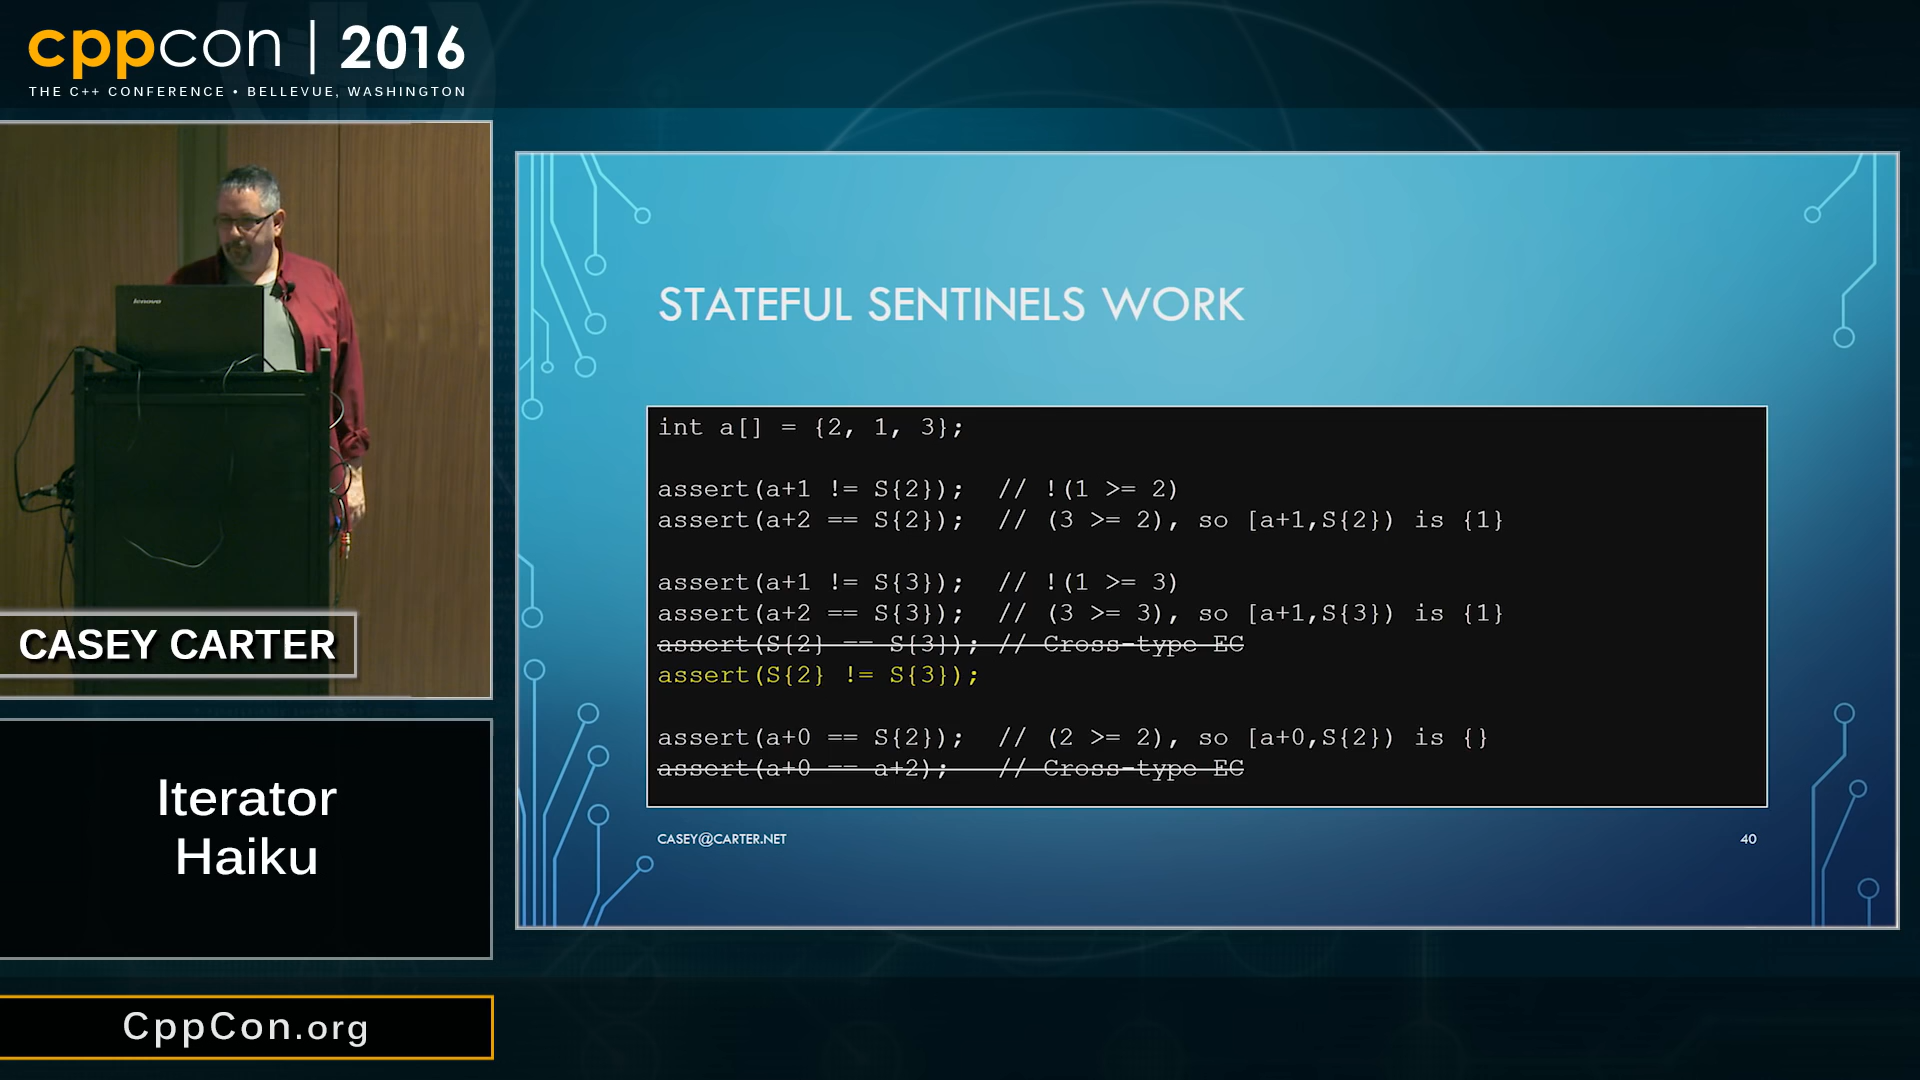 cppcon | 2016
THE C++ CONFERENCE • BELLEVUE, WASHINGTON
lenovo
CASEY CARTER
Iterator
Haiku
CppCon.org
STATEFUL SENTINELS WORK
int a[] = {2, 1, 3};
assert(a+1 != S{2});  // !(1 >= 2)
assert(a+2 == S{2});  // (3 >= 2), so [a+1,S{2}) is {1}
assert(a+1 != S{3});  // !(1 >= 3)
assert(a+2 == S{3});  // (3 >= 3), so [a+1,S{3}) is {1}
assert(S{2} == S{3}); // Cross-type EC
assert(S{2} != S{3});
assert(a+0 == S{2});  // (2 >= 2), so [a+0,S{2}) is {}
assert(a+0 == a+2);   // Cross-type EC
CASEY@CARTER.NET
40